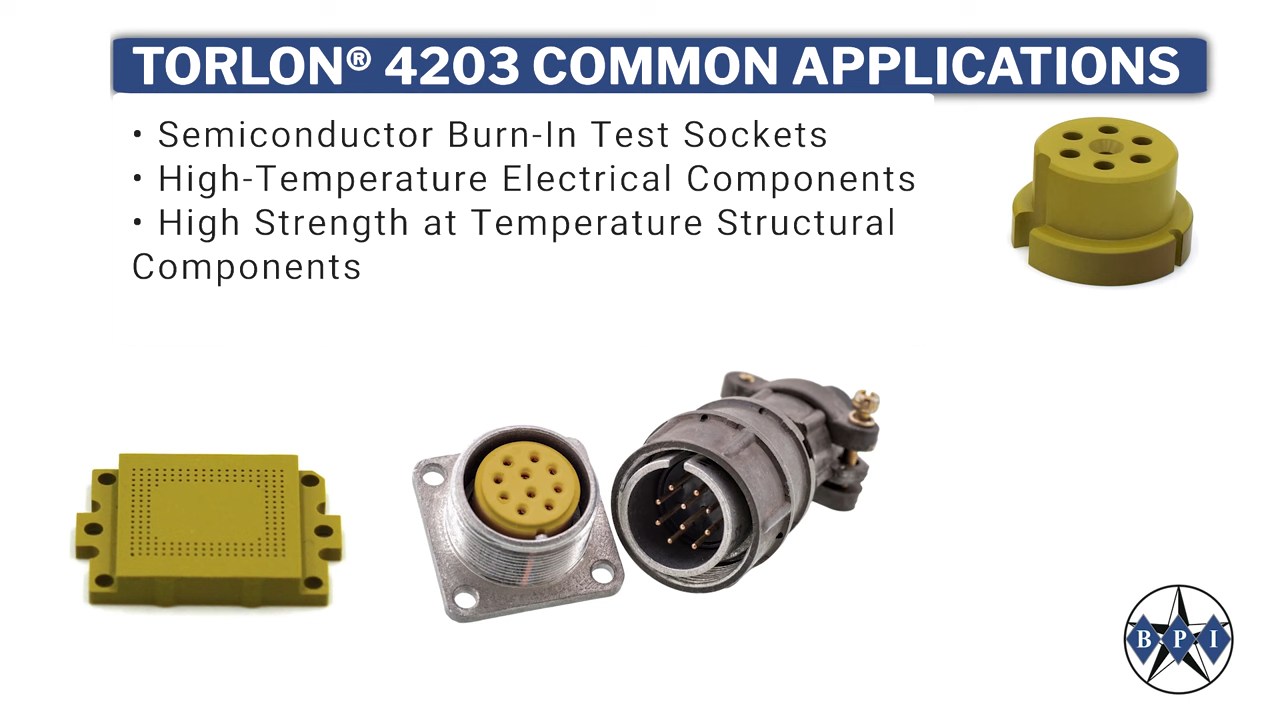 TORLON® 4203 COMMON APPLICATIONS
• Semiconductor Burn-In Test Sockets
• High-Temperature Electrical Components
• High Strength at Temperature Structural
Components
B P I